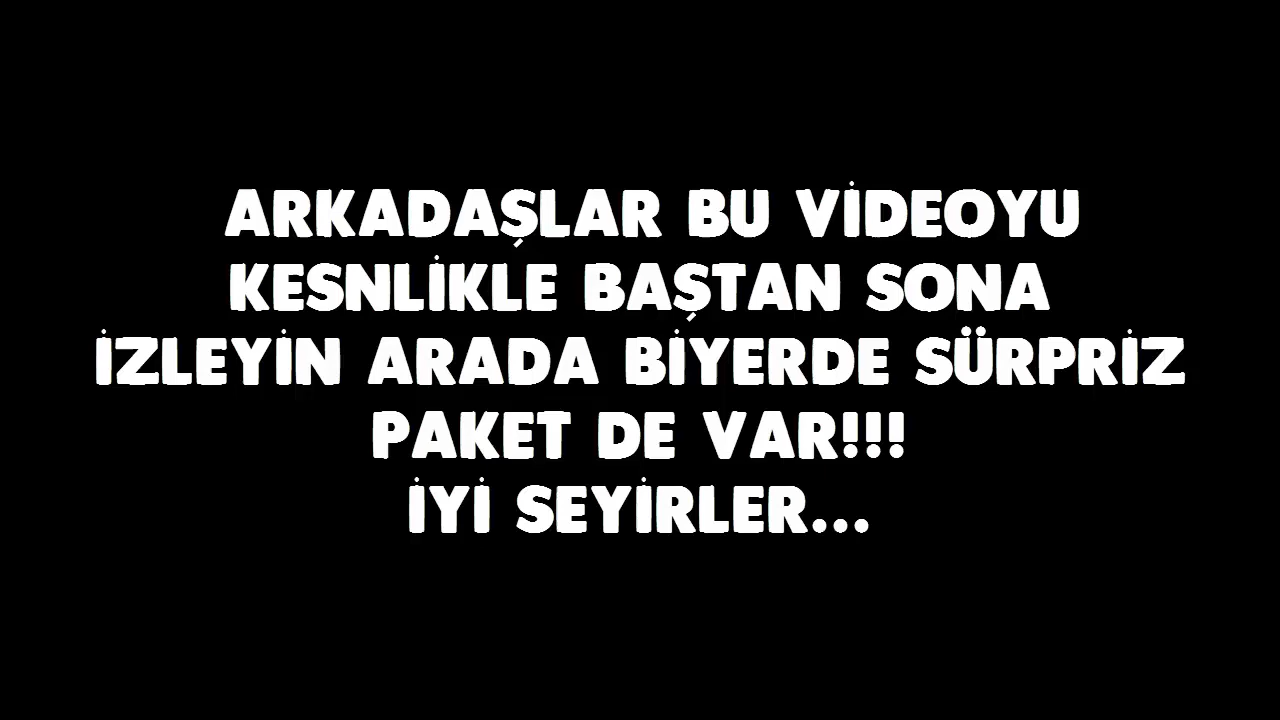 ARKADAŞLAR BU VİDEOYU
KESNLİKLE BAŞTAN SONA
İZLEYİN ARADA BİYERDE SÜRPRİZ
PAKET DE VAR!!!
İYİ SEYİRLER...